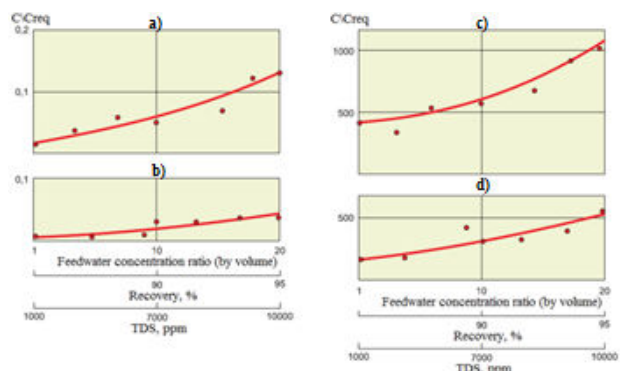 C\Creq
a)
0,2
0,1
b)
0,1
1 10 20
Feedwater concentration ratio (by volume)
90 95
Recovery, %
1000 7000 10000
TDS, ppm
C\Creq
c)
1000
500
d)
500
1 10 20
Feedwater concentration ratio (by volume)
90 95
Recovery, %
1000 7000 10000
TDS, ppm